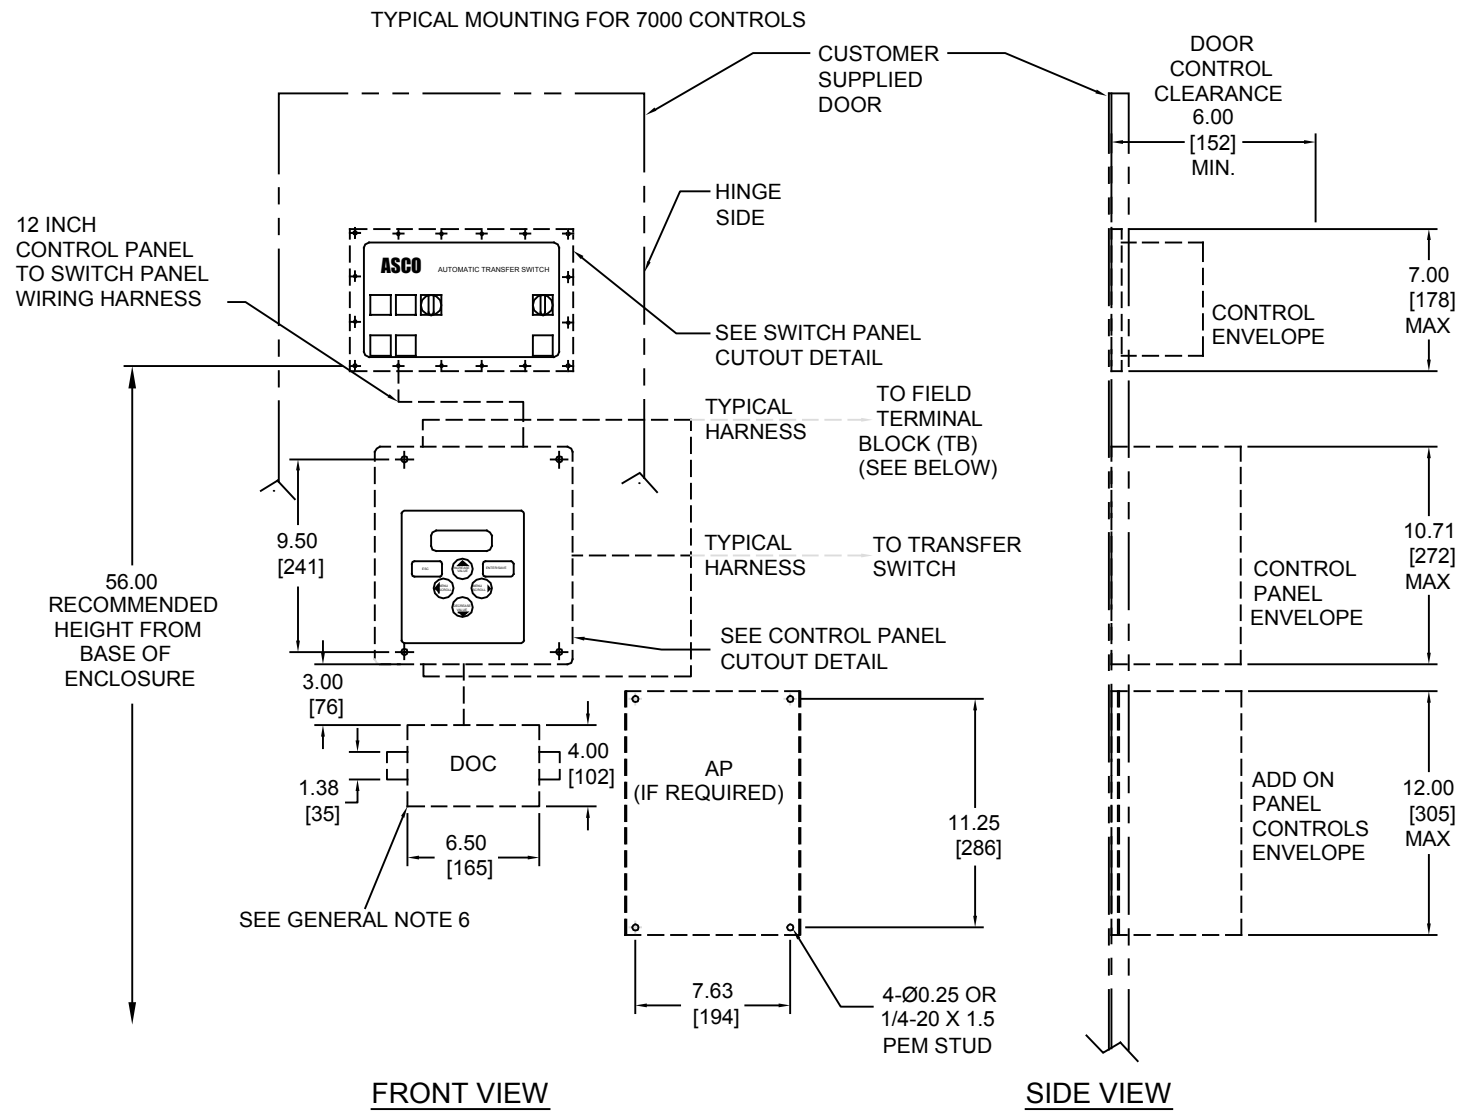 TYPICAL MOUNTING FOR 7000 CONTROLS
CUSTOMER
SUPPLIED
DOOR
DOOR
CONTROL
CLEARANCE
6.00
[152]
MIN.
HINGE
SIDE
12 INCH
CONTROL PANEL
TO SWITCH PANEL
WIRING HARNESS
ASCO
AUTOMATIC TRANSFER SWITCH
SEE SWITCH PANEL
CUTOUT DETAIL
CONTROL
ENVELOPE
7.00
[178]
MAX
TYPICAL
HARNESS
TO FIELD
TERMINAL
BLOCK (TB)
(SEE BELOW)
9.50
[241]
TYPICAL
HARNESS
TO TRANSFER
SWITCH
56.00
RECOMMENDED
HEIGHT FROM
BASE OF
ENCLOSURE
SEE CONTROL PANEL
CUTOUT DETAIL
CONTROL
PANEL
ENVELOPE
10.71
[272]
MAX
3.00
[76]
DOC
4.00
[102]
1.38
[35]
6.50
[165]
SEE GENERAL NOTE 6
AP
(IF REQUIRED)
11.25
[286]
7.63
[194]
4-Ø0.25 OR
1/4-20 X 1.5
PEM STUD
ADD ON
PANEL
CONTROLS
ENVELOPE
12.00
[305]
MAX
FRONT VIEW
SIDE VIEW